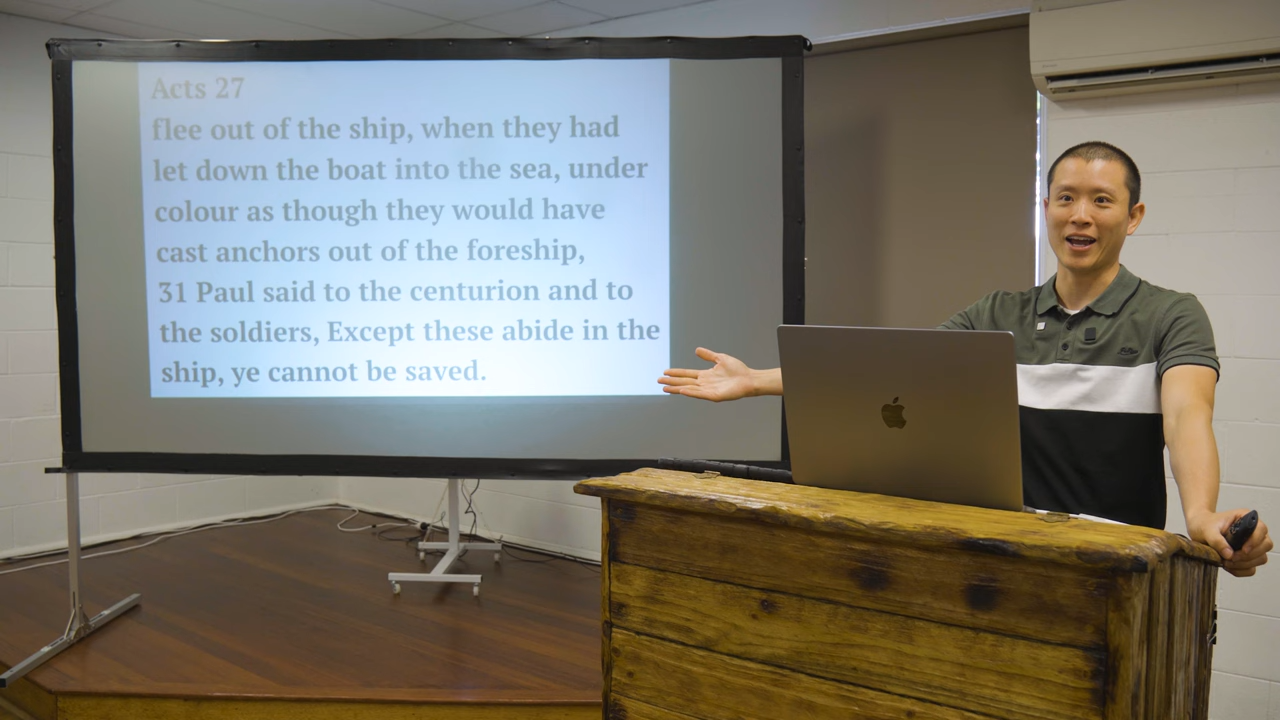 Acts 27
flee out of the ship, when they had
let down the boat into the sea, under
colour as though they would have
cast anchors out of the foreship,
31 Paul said to the centurion and to
the soldiers, Except these abide in the
ship, ye cannot be saved.